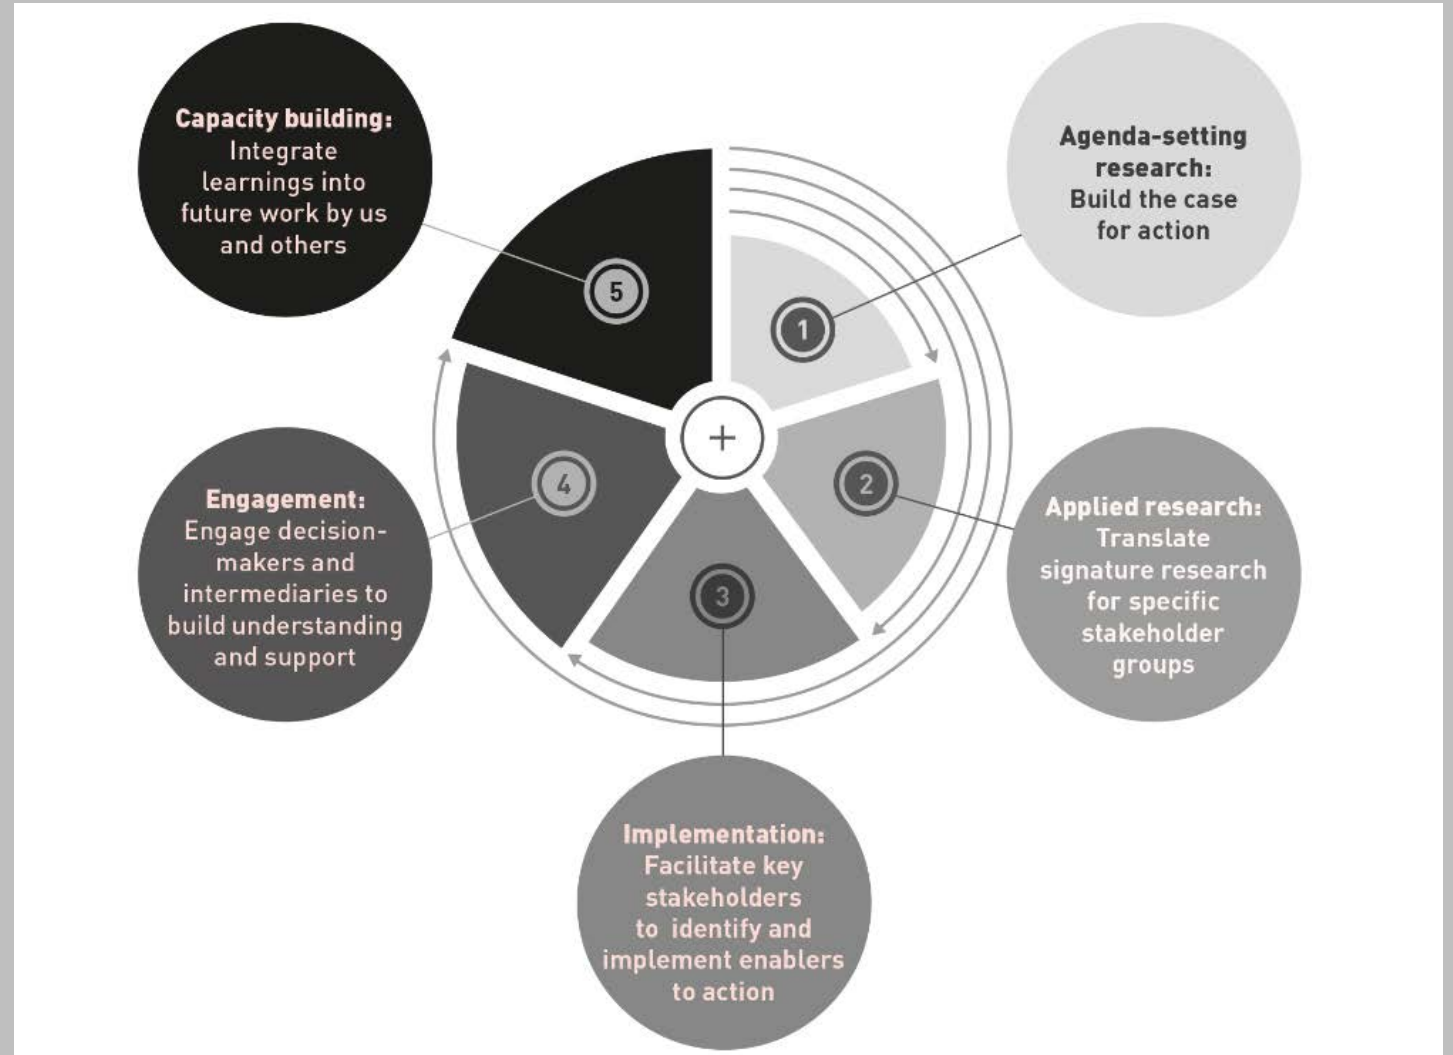 Agenda-setting
research:
Build the case
for action
1
Applied research:
Translate
signature research
for specific
stakeholder
groups
2
Implementation:
Facilitate key
stakeholders
to identify and
implement enablers
to action
3
Engagement:
Engage decision-
makers and
intermediaries to
build understanding
and support
4
Capacity building:
Integrate
learnings into
future work by us
and others
5
+